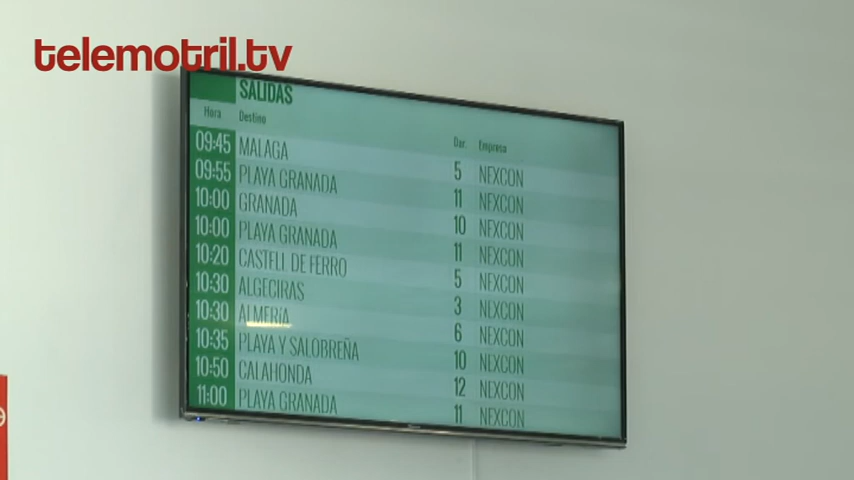 telemotril.tv
SALIDAS
Hora Destino Dar. Empresa
09:45 MALAGA 5 NEXCON
09:55 PLAYA GRANADA 11 NEXCON
10:00 GRANADA 10 NEXCON
10:00 PLAYA GRANADA 11 NEXCON
10:20 CASTELL DE FERRO 5 NEXCON
10:30 ALGECIRAS 3 NEXCON
10:30 ALMERíA 6 NEXCON
10:35 PLAYA Y SALOBREÑA 10 NEXCON
10:50 CALAHONDA 12 NEXCON
11:00 PLAYA GRANADA 11 NEXCON